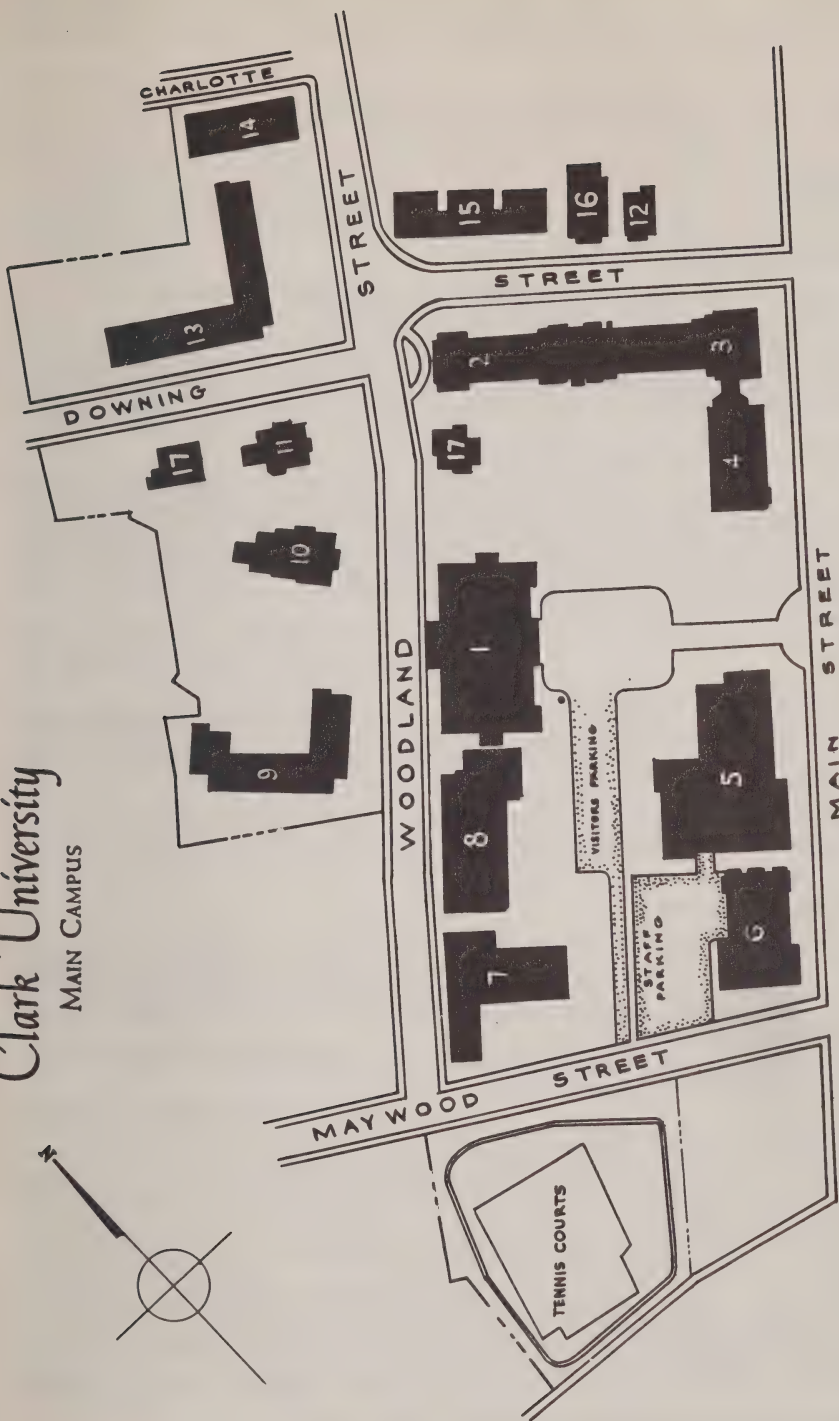 Clark University
MAIN CAMPUS
N
CHARLOTTE
14
13
STREET
DOWNING
15
16
12
STREET
17
11
10
9
2
3
17
4
WOODLAND
1
8
7
VISITORS PARKING
5
STAFF
PARKING
6
MAIN STREET
MAYWOOD STREET
TENNIS COURTS